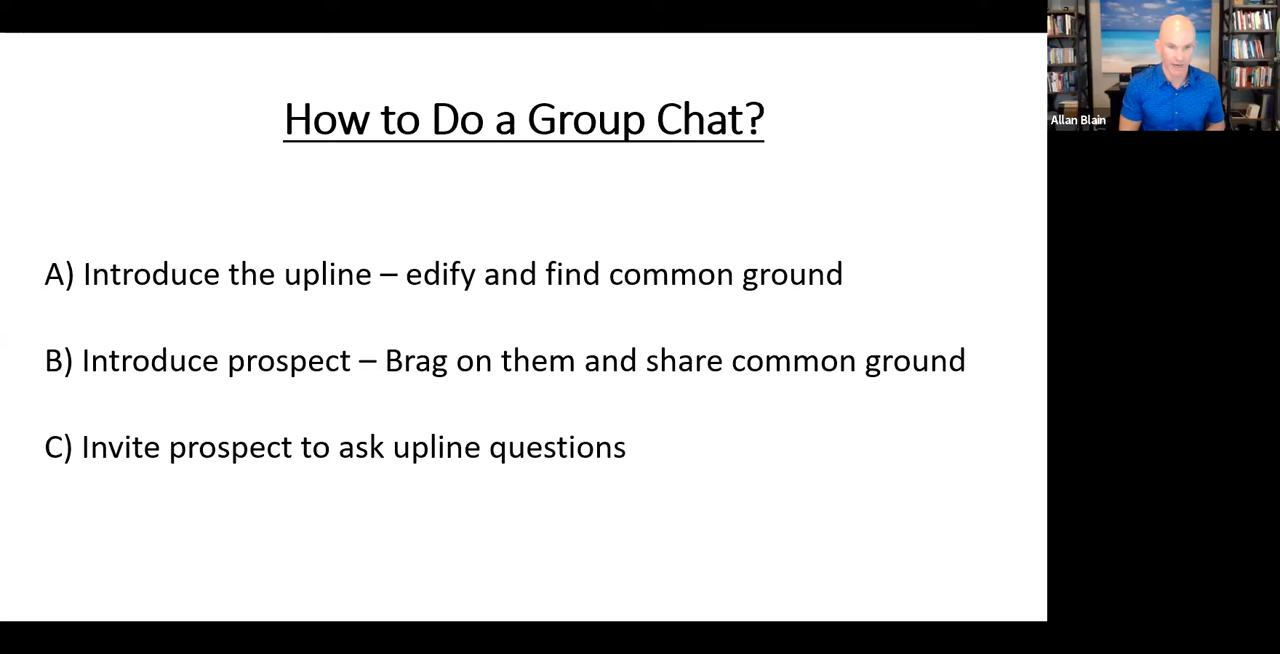 How to Do a Group Chat?
Allan Blain
A) Introduce the upline – edify and find common ground
B) Introduce prospect – Brag on them and share common ground
C) Invite prospect to ask upline questions